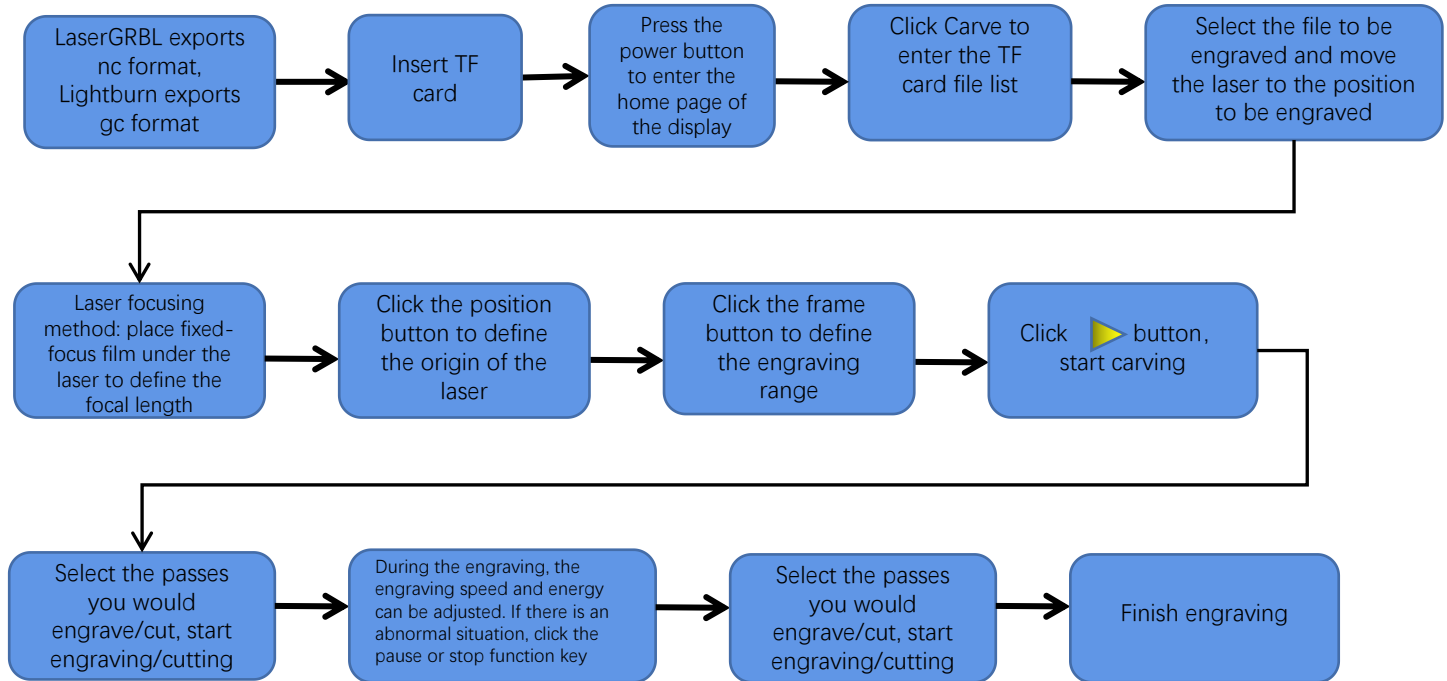 LaserGRBL exports
nc format,
Lightburn exports
gc format
Insert TF
card
Press the
power button
to enter the
home page of
the display
Click Carve to
enter the TF
card file list
Select the file to be
engraved and move
the laser to the position
to be engraved
Laser focusing
method: place fixed-
focus film under the
laser to define the
focal length
Click the position
button to define
the origin of the
laser
Click the frame
button to define
the engraving
range
Click button,
start carving
Select the passes
you would
engrave/cut, start
engraving/cutting
During the engraving, the
engraving speed and energy
can be adjusted. If there is an
abnormal situation, click the
pause or stop function key
Select the passes
you would
engrave/cut, start
engraving/cutting
Finish engraving